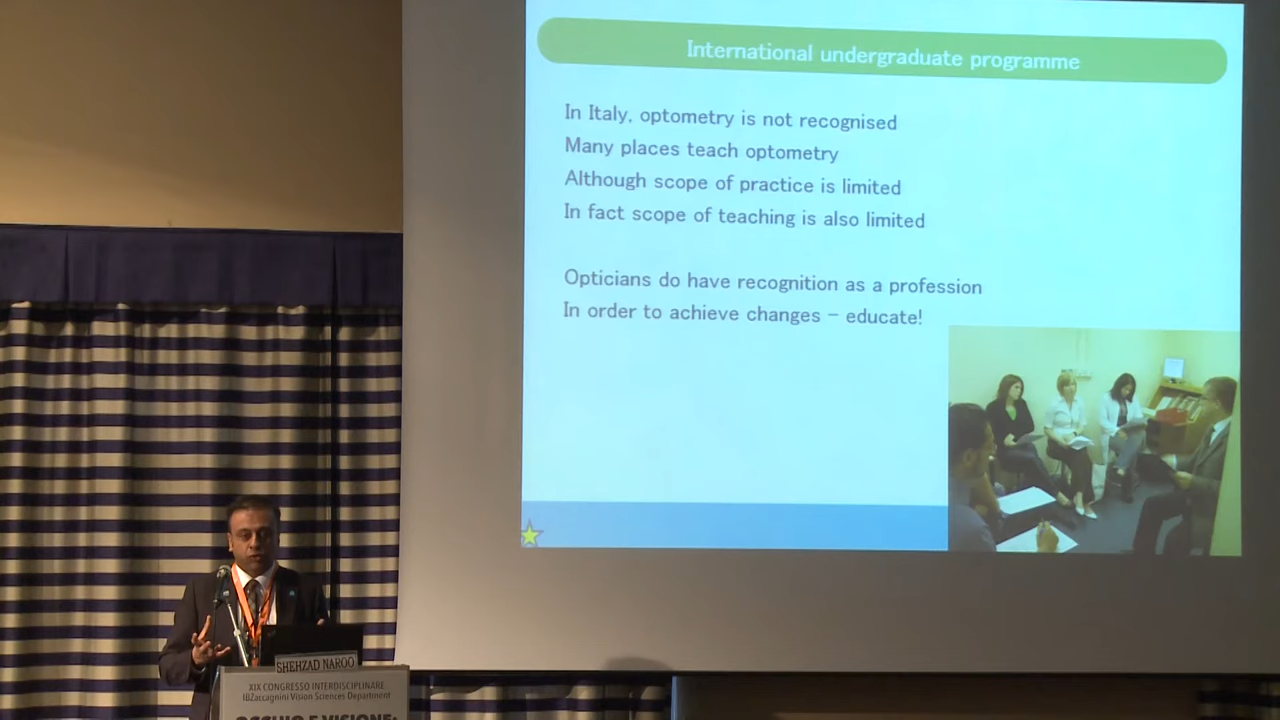 International undergraduate programme
In Italy, optometry is not recognised
Many places teach optometry
Although scope of practice is limited
In fact scope of teaching is also limited
Opticians do have recognition as a profession
In order to achieve changes – educate!
SHEHZAD NAROO
XIX CONGRESSO INTERDISCIPLINARE
IBZaccagnini Vision Sciences Department
OCCHIO E VISIONE: